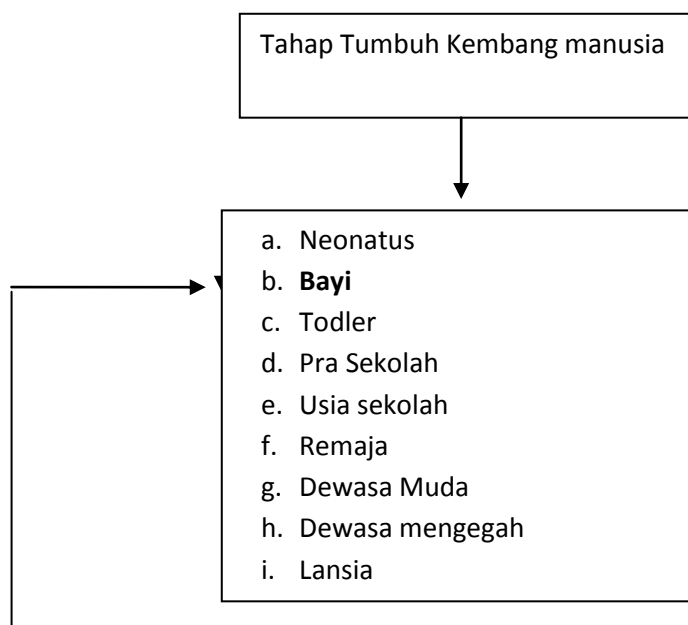 Tahap Tumbuh Kembang manusia
a. Neonatus
b. Bayi
c. Todler
d. Pra Sekolah
e. Usia sekolah
f. Remaja
g. Dewasa Muda
h. Dewasa mengegah
i. Lansia